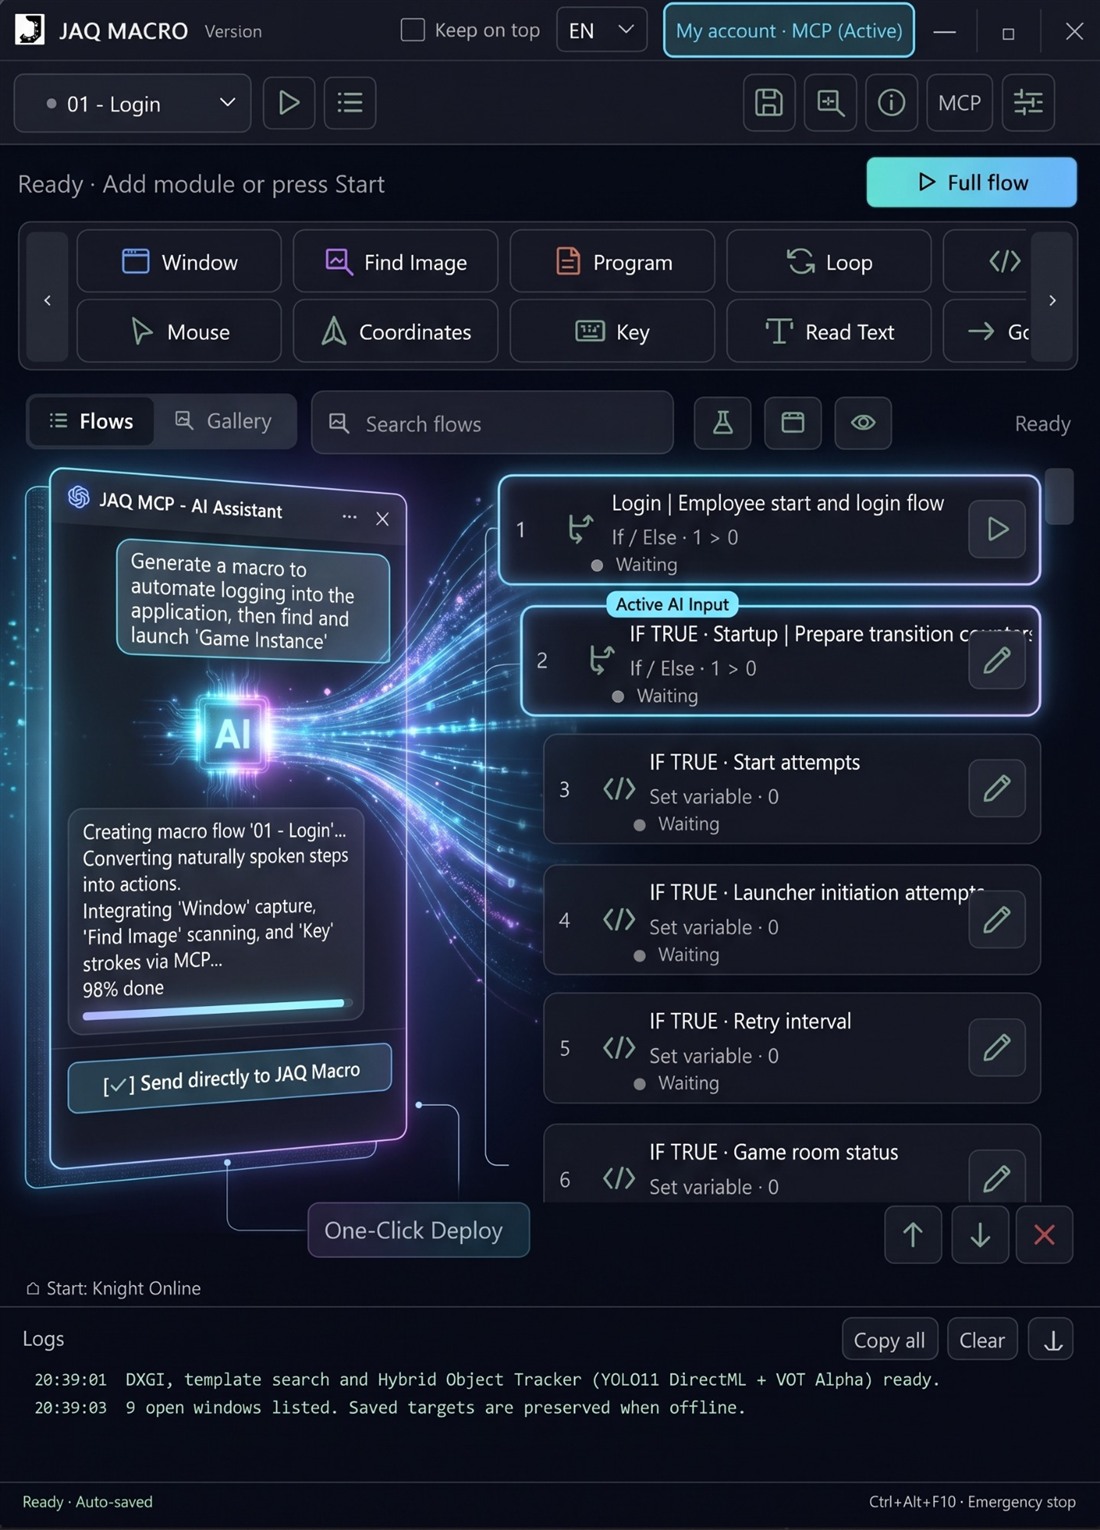 JAQ MACRO Version
Keep on top
EN
My account · MCP (Active)
01 - Login
MCP
Ready · Add module or press Start
Full flow
Window
Find Image
Program
Loop
Mouse
Coordinates
Key
Read Text
Flows
Gallery
Search flows
Ready
JAQ MCP - AI Assistant
Generate a macro to
automate logging into the
application, then find and
launch 'Game Instance'
AI
Creating macro flow '01 - Login'...
Converting naturally spoken steps
into actions.
Integrating 'Window' capture,
'Find Image' scanning, and 'Key'
strokes via MCP...
98% done
[✓] Send directly to JAQ Macro
One-Click Deploy
1
Login | Employee start and login flow
If / Else · 1 > 0
Waiting
Active AI Input
2
IF TRUE · Startup | Prepare transition counters
If / Else · 1 > 0
Waiting
3
IF TRUE · Start attempts
Set variable · 0
Waiting
4
IF TRUE · Launcher initiation attempts
Set variable · 0
Waiting
5
IF TRUE · Retry interval
Set variable · 0
Waiting
6
IF TRUE · Game room status
Set variable · 0
Start: Knight Online
Logs
Copy all
Clear
20:39:01 DXGI, template search and Hybrid Object Tracker (YOLO11 DirectML + VOT Alpha) ready.
20:39:03 9 open windows listed. Saved targets are preserved when offline.
Ready · Auto-saved
Ctrl+Alt+F10 · Emergency stop